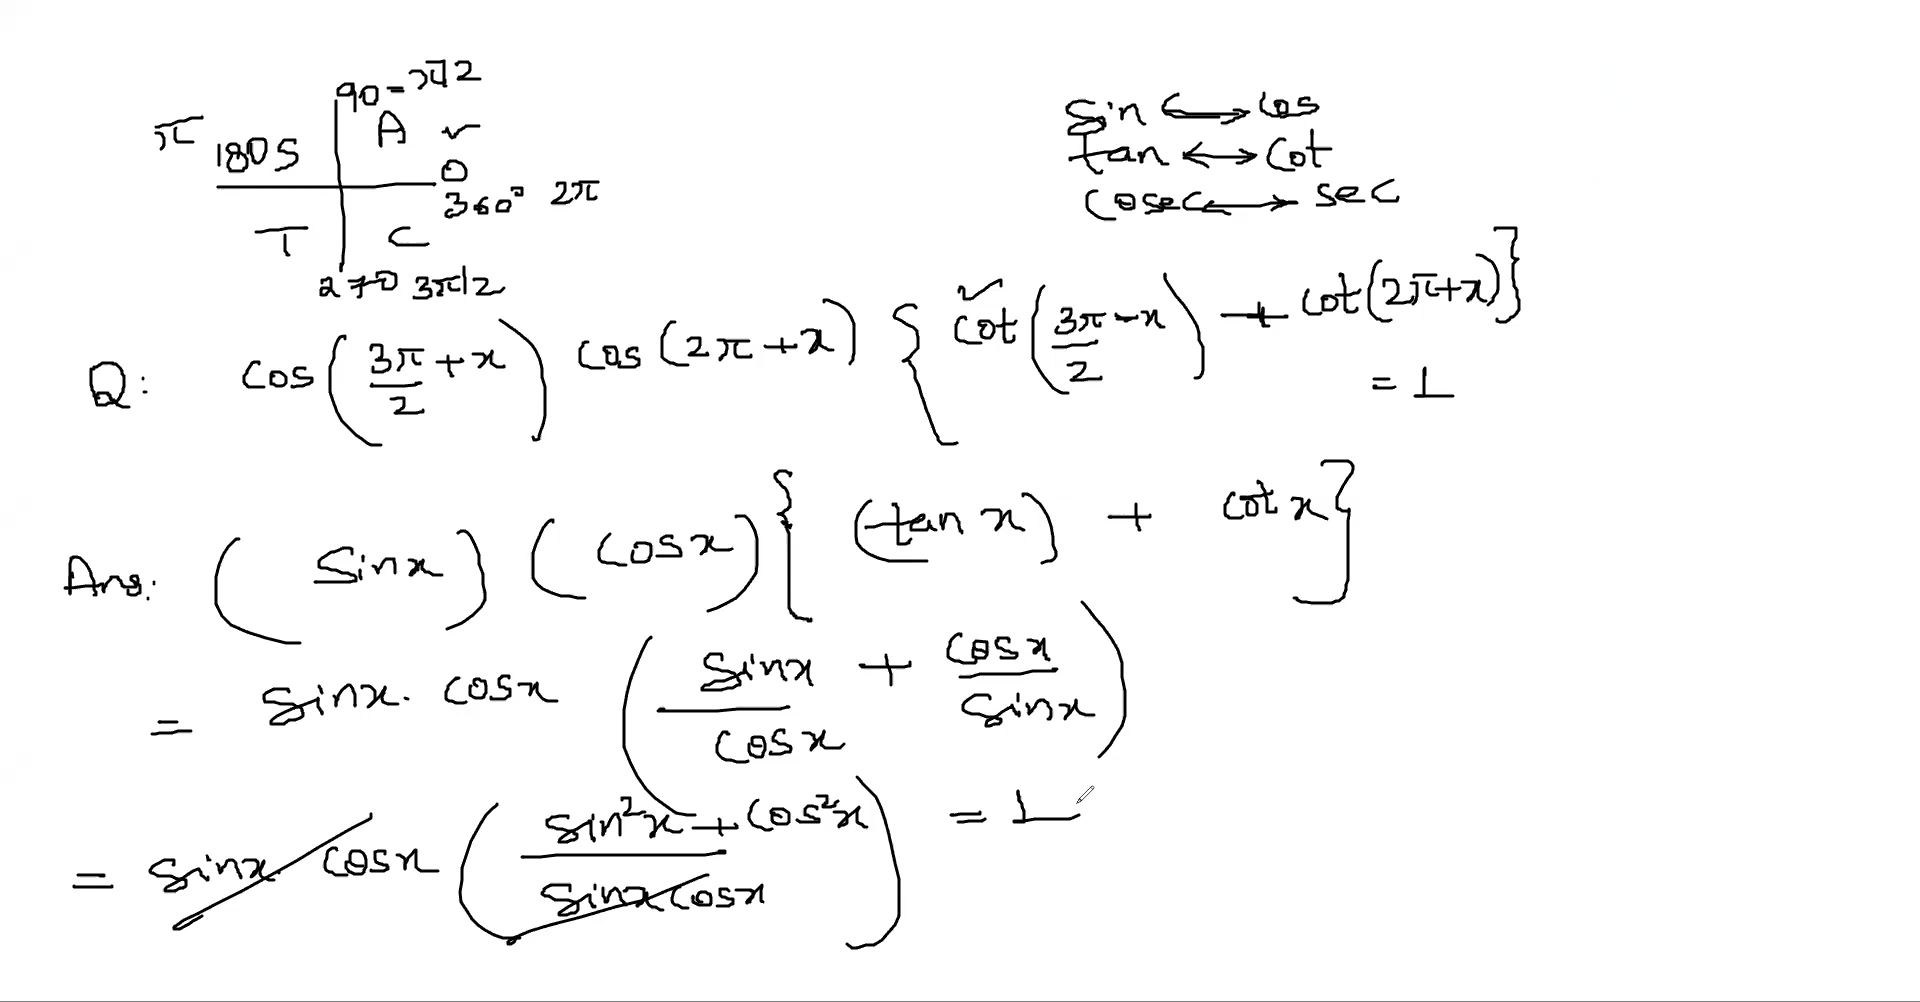 90 = π/2
π 180 S A ✓
0
360° 2π
T C
270 3π/2
sin ⟷ cos
tan ⟷ cot
cosec ⟷ sec
Q: cos(3π/2 + x) cos(2π + x) { cot(3π/2 - x) + cot(2π + x) }
= 1
Ans: (sinx) (cosx) { (tanx) + cotx }
= sinx. cosx (sinx/cosx + cosx/sinx)
= sinx cosx (sin²x + cos²x / sinx cosx) = 1